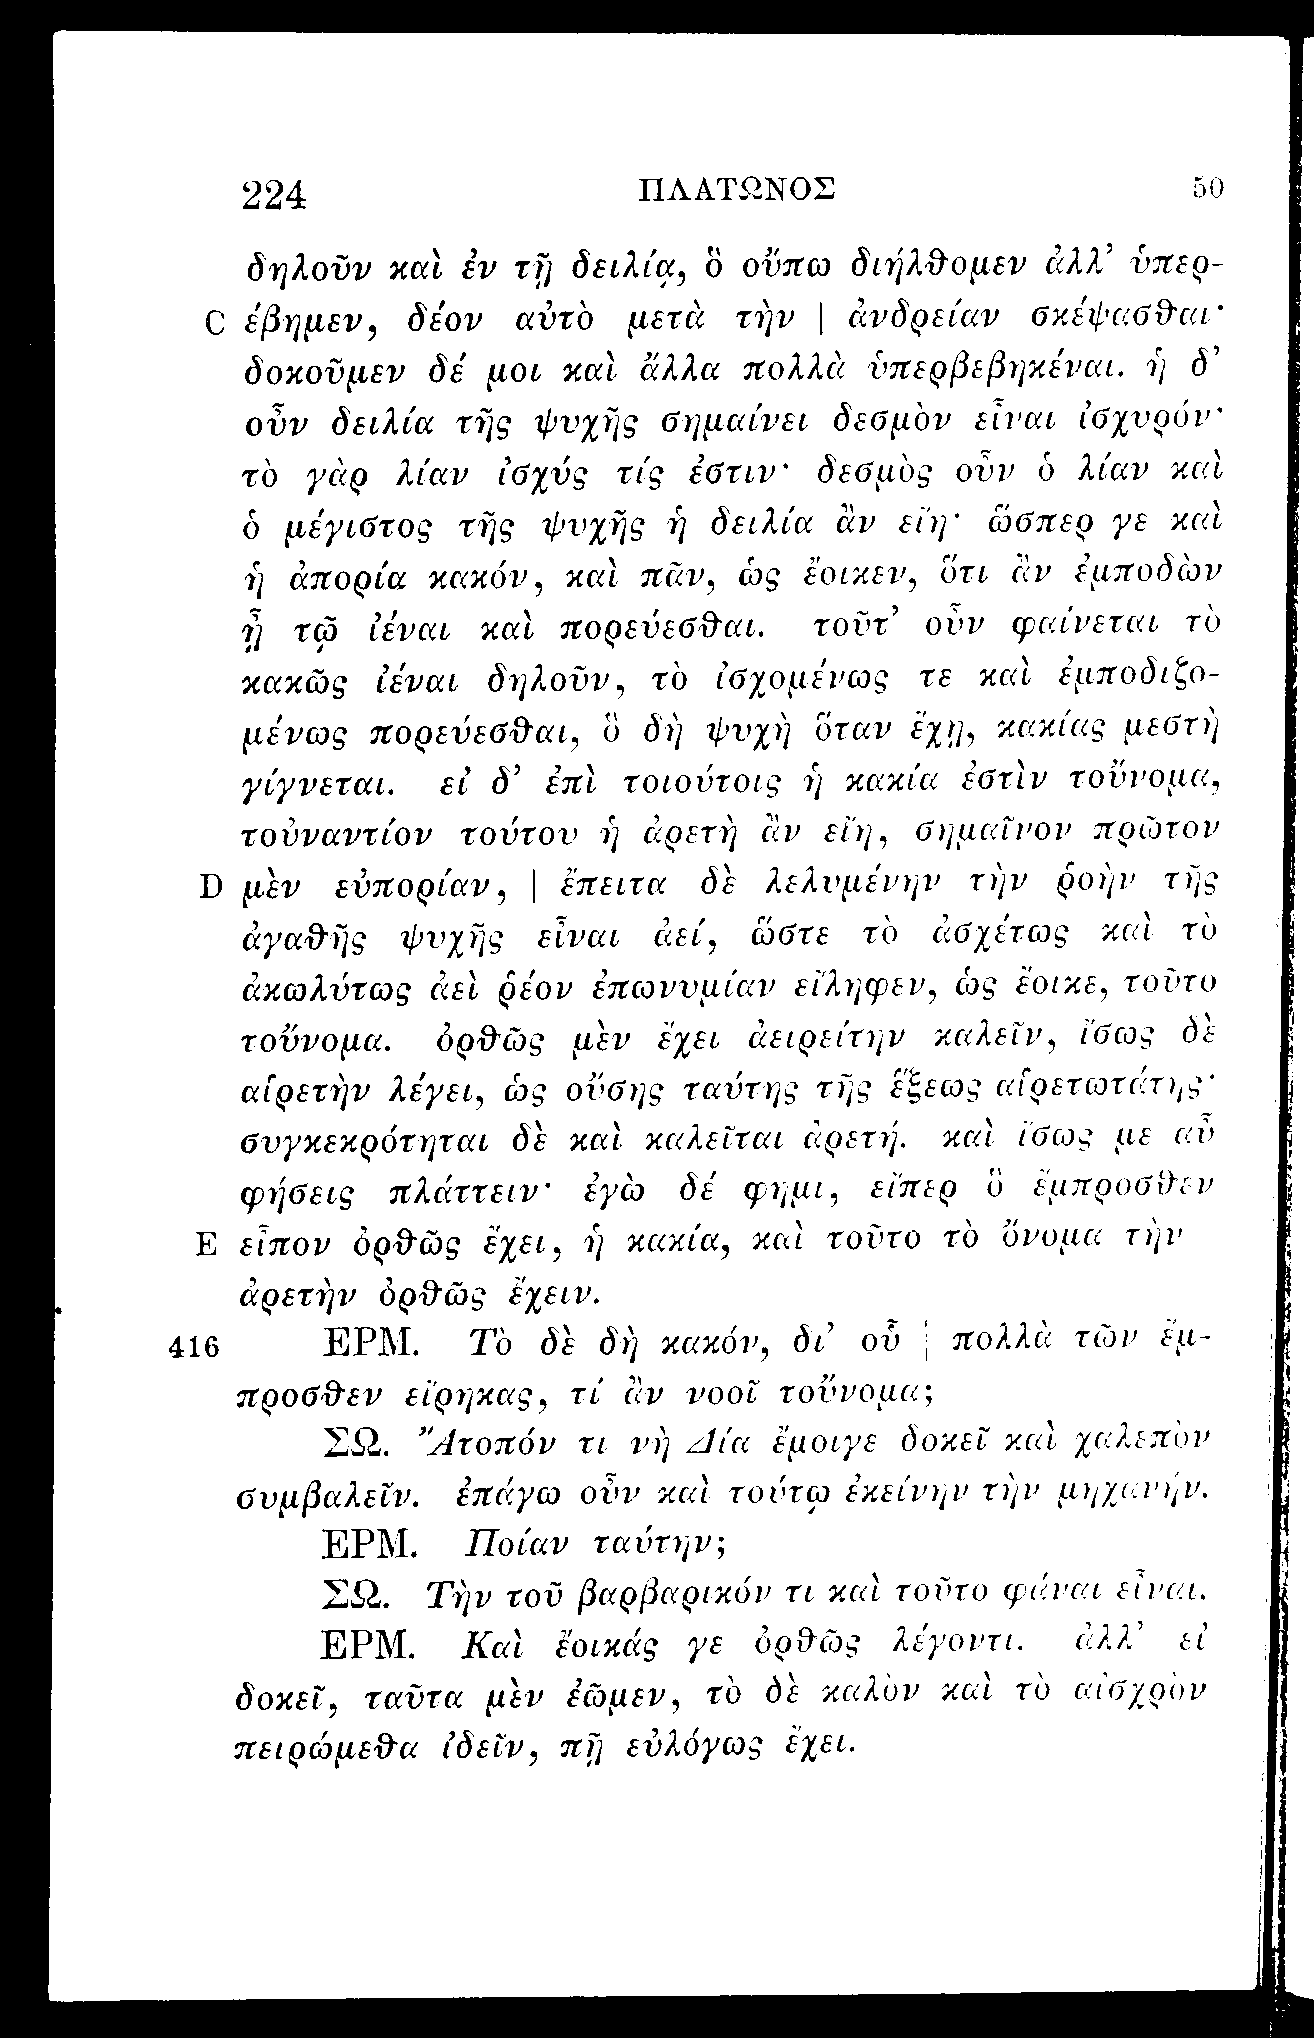 224 ΠΛΑΤΩΝΟΣ 50
δηλοῦν καὶ ἐν τῇ δειλίᾳ, ὃ οὔπω διήλθομεν ἀλλ’ ὑπερ-
C έβημεν, δέον αὐτὸ μετὰ τὴν | ἀνδρείαν σκέψασθαι·
δοκοῦμεν δέ μοι καὶ ἄλλα πολλὰ ὑπερβεβηκέναι. ἡ δ’
οὖν δειλία τῆς ψυχῆς σημαίνει δεσμὸν εἶναι ἰσχυρόν·
τὸ γὰρ λίαν ἰσχύς τίς ἐστιν· δεσμὸς οὖν ὁ λίαν καὶ
ὁ μέγιστος τῆς ψυχῆς ἡ δειλία ἂν εἴη· ὥσπερ γε καὶ
ἡ ἀπορία κακόν, καὶ πᾶν, ὡς ἔοικεν, ὅτι ἂν ἐμποδὼν
ᾖ τῷ ἰέναι καὶ πορεύεσθαι. τοῦτ’ οὖν φαίνεται τὸ
κακῶς ἰέναι δηλοῦν, τὸ ἰσχομένως τε καὶ ἐμποδιζο-
μένως πορεύεσθαι, ὃ δὴ ψυχὴ ὅταν ἔχῃ, κακίας μεστὴ
γίγνεται. εἰ δ’ ἐπὶ τοιούτοις ἡ κακία ἐστὶν τοὔνομα,
τοὐναντίον τούτου ἡ ἀρετὴ ἂν εἴη, σημαῖνον πρῶτον
D μὲν εὐπορίαν, | ἔπειτα δὲ λελυμένην τὴν ῥοὴν τῆς
ἀγαθῆς ψυχῆς εἶναι ἀεί, ὥστε τὸ ἀσχέτως καὶ τὸ
ἀκωλύτως ἀεὶ ῥέον ἐπωνυμίαν εἴληφεν, ὡς ἔοικε, τοῦτο
τοὔνομα. ὀρθῶς μὲν ἔχει ἀειρείτην καλεῖν, ἴσως δὲ
αἱρετὴν λέγει, ὡς οὔσης ταύτης τῆς ἕξεως αἱρετωτάτης·
συγκεκρότηται δὲ καὶ καλεῖται ἀρετή. καὶ ἴσως με αὖ
φήσεις πλάττειν· ἐγὼ δέ φημι, εἴπερ ὃ ἔμπροσθεν
E εἶπον ὀρθῶς ἔχει, ἡ κακία, καὶ τοῦτο τὸ ὄνομα τὴν
ἀρετὴν ὀρθῶς ἔχειν.
416 ΕΡΜ. Τὸ δὲ δὴ κακόν, δι’ οὗ | πολλὰ τῶν ἔμ-
προσθεν εἴρηκας, τί ἂν νοοῖ τοὔνομα;
ΣΩ. Ἄτοπόν τι νὴ Δία ἔμοιγε δοκεῖ καὶ χαλεπὸν
συμβαλεῖν. ἐπάγω οὖν καὶ τούτῳ ἐκείνην τὴν μηχανήν.
ΕΡΜ. Ποίαν ταύτην;
ΣΩ. Τὴν τοῦ βαρβαρικόν τι καὶ τοῦτο φάναι εἶναι.
ΕΡΜ. Καὶ ἔοικάς γε ὀρθῶς λέγοντι. ἀλλ’ εἰ
δοκεῖ, ταῦτα μὲν ἐῶμεν, τὸ δὲ καλὸν καὶ τὸ αἰσχρὸν
πειρώμεθα ἰδεῖν, πῇ εὐλόγως ἔχει.